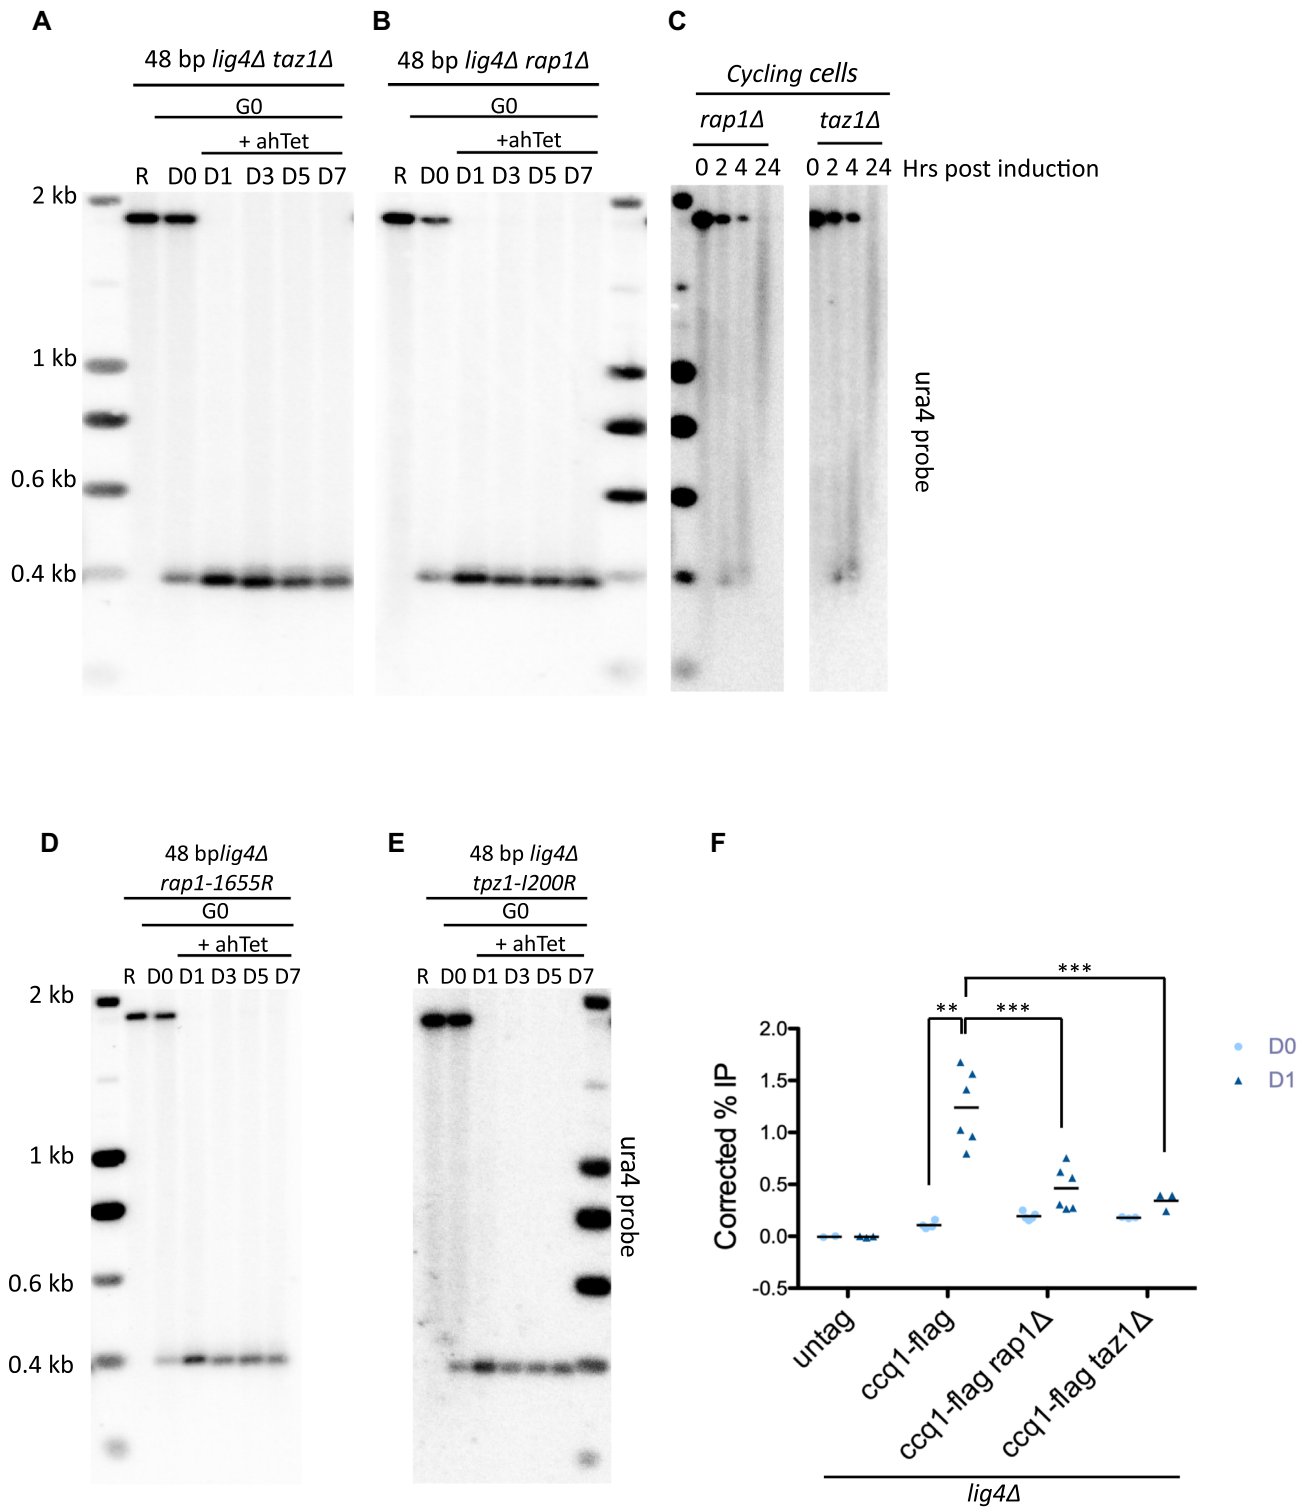 A
48 bp lig4Δ taz1Δ
G0
+ ahTet
R D0 D1 D3 D5 D7
2 kb
1 kb
0.6 kb
0.4 kb
B
48 bp lig4Δ rap1Δ
G0
+ahTet
R D0 D1 D3 D5 D7
C
Cycling cells
rap1Δ taz1Δ
0 2 4 24 0 2 4 24 Hrs post induction
ura4 probe
D
48 bplig4Δ
rap1-1655R
G0
+ ahTet
R D0 D1 D3 D5 D7
2 kb
1 kb
0.6 kb
0.4 kb
E
48 bp lig4Δ
tpz1-I200R
G0
+ ahTet
R D0 D1 D3 D5 D7
ura4 probe
F
***
** ***
2.0
1.5
1.0
0.5
0.0
-0.5
Corrected % IP
D0
D1
untag
ccq1-flag
ccq1-flag rap1Δ
ccq1-flag taz1Δ
lig4Δ